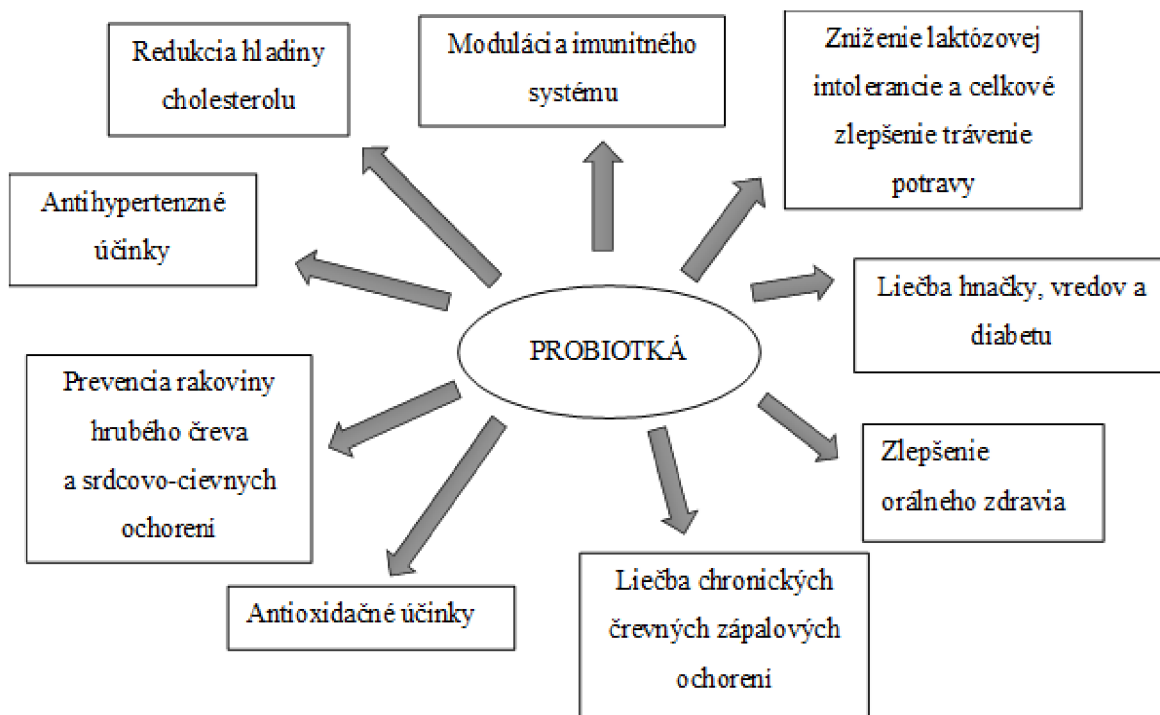 Redukcia hladiny
cholesterolu
Modulácia imunitného
systému
Zníženie laktózovej
intolerancie a celkové
zlepšenie trávenie
potravy
Antihypertenzné
účinky
Liečba hnačky, vredov a
diabetu
PROBIOTKÁ
Prevencia rakoviny
hrubého čreva
a srdcovo-cievnych
ochorení
Zlepšenie
orálneho zdravia
Antioxidačné účinky
Liečba chronických
črevných zápalových
ochorení